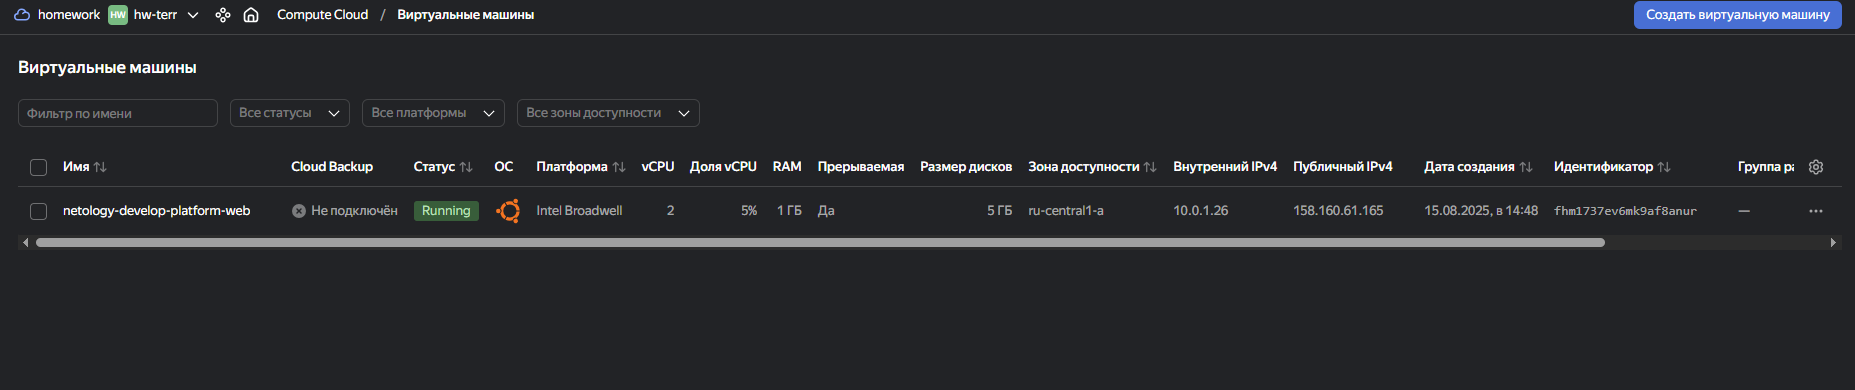 homework HW hw-terr Compute Cloud / Виртуальные машины Создать виртуальную машину
Виртуальные машины
Фильтр по имени Все статусы Все платформы Все зоны доступности
Имя Cloud Backup Статус ОС Платформа vCPU Доля vCPU RAM Прерываемая Размер дисков Зона доступности Внутренний IPv4 Публичный IPv4 Дата создания Идентификатор Группа ра
netology-develop-platform-web Не подключён Running Intel Broadwell 2 5% 1 ГБ Да 5 ГБ ru-central1-a 10.0.1.26 158.160.61.165 15.08.2025, в 14:48 fhm1737ev6mk9af8anur —